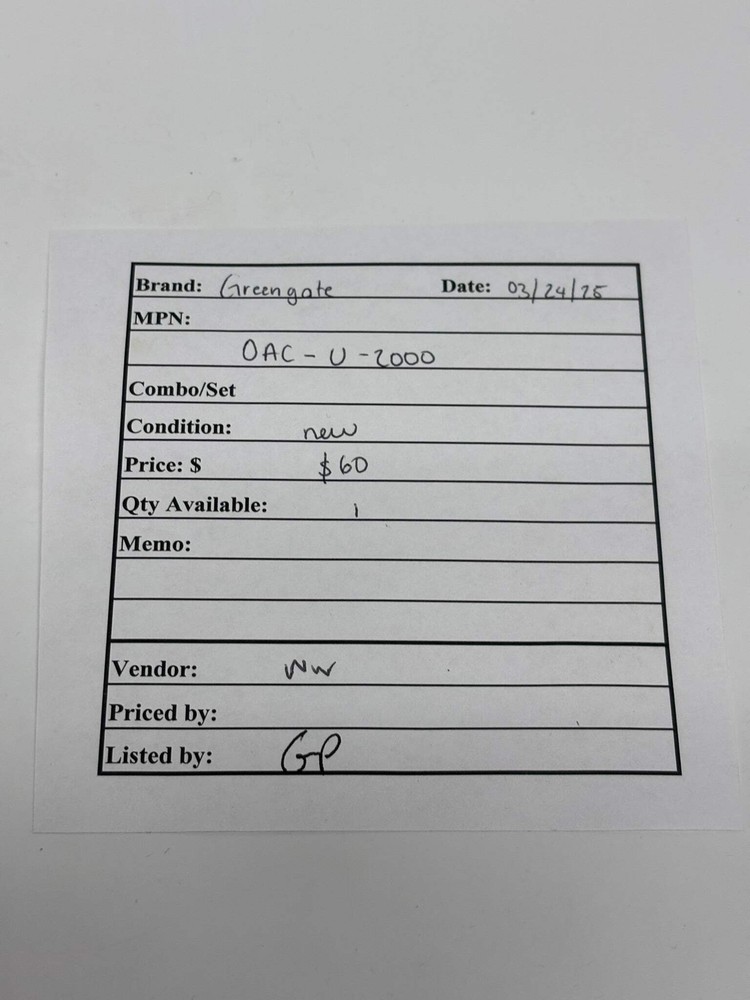 Brand: Greengate Date: 03/24/25
MPN:
OAC-U-2000
Combo/Set
Condition: new
Price: $ $60
Qty Available: 1
Memo:
Vendor: WW
Priced by:
Listed by: GP